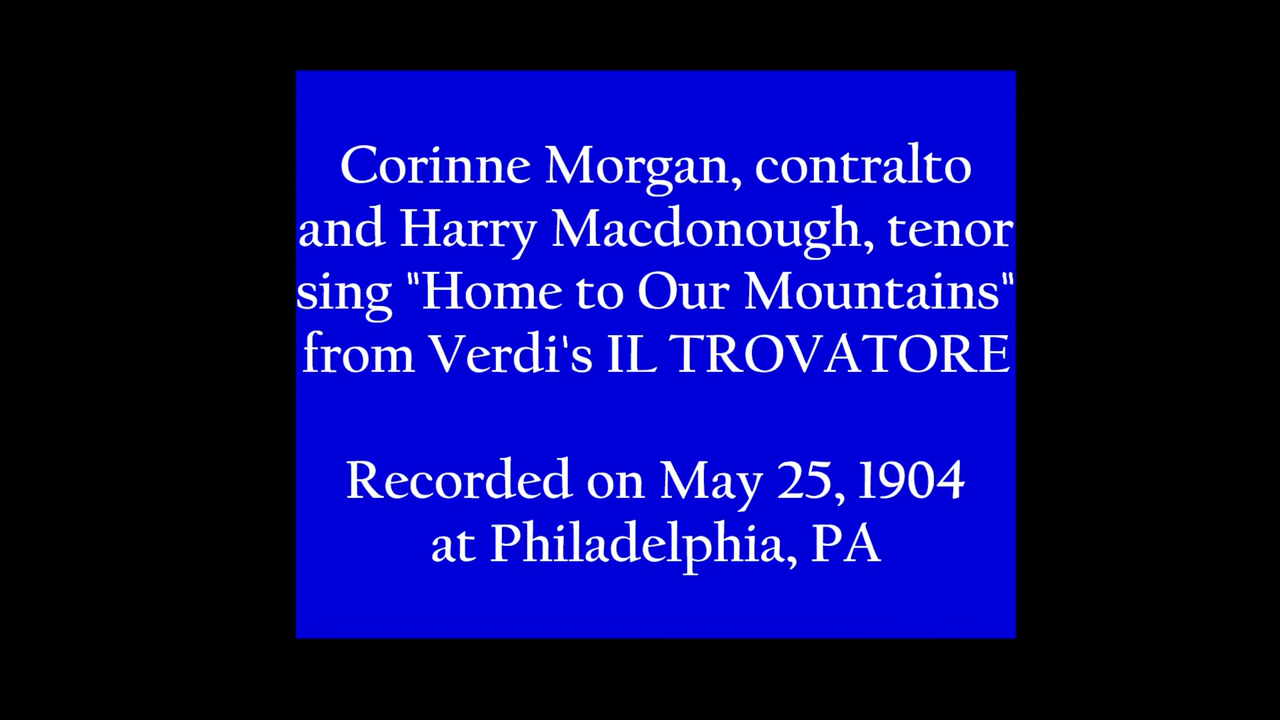 Corinne Morgan, contralto
and Harry Macdonough, tenor
sing "Home to Our Mountains"
from Verdi's IL TROVATORE
Recorded on May 25, 1904
at Philadelphia, PA